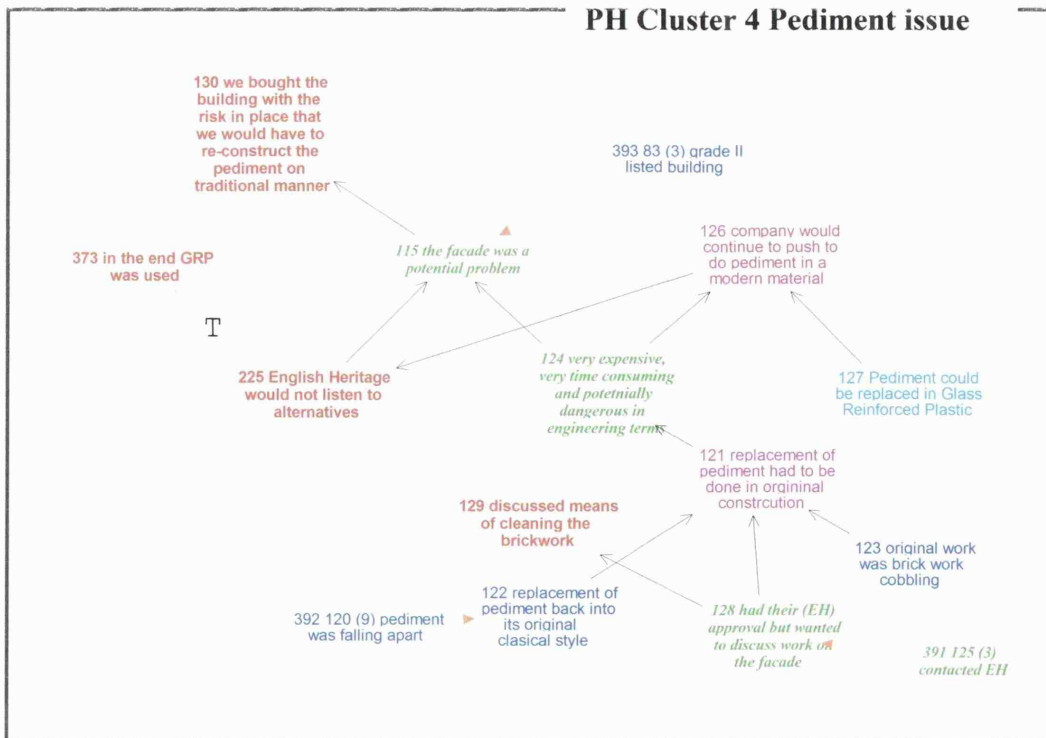 PH Cluster 4 Pediment issue
130 we bought the
building with the
risk in place that
we would have to
re-construct the
pediment on
traditional manner
393 83 (3) grade II
listed building
373 in the end GRP
was used
115 the facade was a
potential problem
126 company would
continue to push to
do pediment in a
modern material
T
225 English Heritage
would not listen to
alternatives
124 very expensive,
very time consuming
and potetnially
dangerous in
engineering terms
127 Pediment could
be replaced in Glass
Reinforced Plastic
121 replacement of
pediment had to be
done in orgininal
constrcution
129 discussed means
of cleaning the
brickwork
123 original work
was brick work
cobbling
392 120 (9) pediment
was falling apart
122 replacement of
pediment back into
its original
clasical style
128 had their (EH)
approval but wanted
to discuss work on
the facade
391 125 (3)
contacted EH